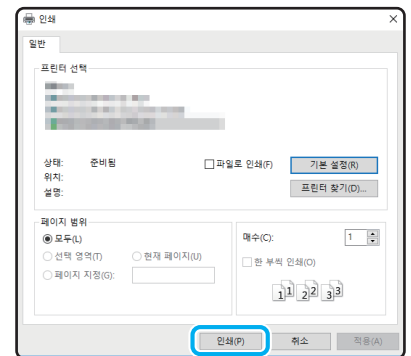 인쇄
일반
프린터 선택
상태: 준비됨 파일로 인쇄(F) 기본 설정(R)
위치:
설명: 프린터 찾기(D)...
페이지 범위
모두(L) 매수(C): 1
선택 영역(T) 현재 페이지(U)
페이지 지정(G): 한 부씩 인쇄(O)
1 1 2 2 3 3
인쇄(P) 취소 적용(A)